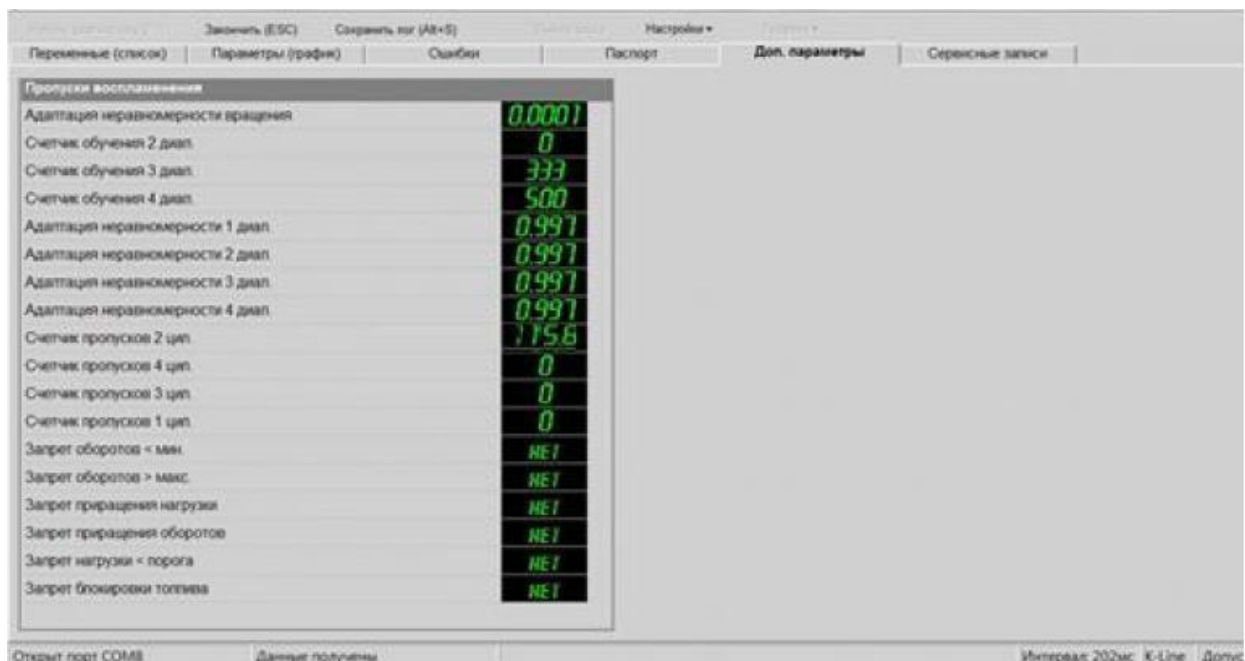 Закончить (ESC) Сохранить лог (Alt+S) Настройки
Переменные (список) Параметры (график) Ошибки Паспорт Доп. параметры Сервисные записи
Пропуски воспламенения
Адаптация неравномерности вращения 0.0001
Счетчик обучения 2 диап. 0
Счетчик обучения 3 диап. 333
Счетчик обучения 4 диап. 500
Адаптация неравномерности 1 диап. 0.997
Адаптация неравномерности 2 диап. 0.997
Адаптация неравномерности 3 диап. 0.997
Адаптация неравномерности 4 диап. 0.997
Счетчик пропусков 2 цил.
Счетчик пропусков 4 цил. 0
Счетчик пропусков 3 цил. 0
Счетчик пропусков 1 цил. 0
Запрет оборотов < мин. НЕТ
Запрет оборотов > макс. НЕТ
Запрет приращения нагрузки НЕТ
Запрет приращения оборотов НЕТ
Запрет нагрузки < порога НЕТ
Запрет блокировки топлива НЕТ
Открыт порт COM8 Данные получены Интервал: 202мс K-Line